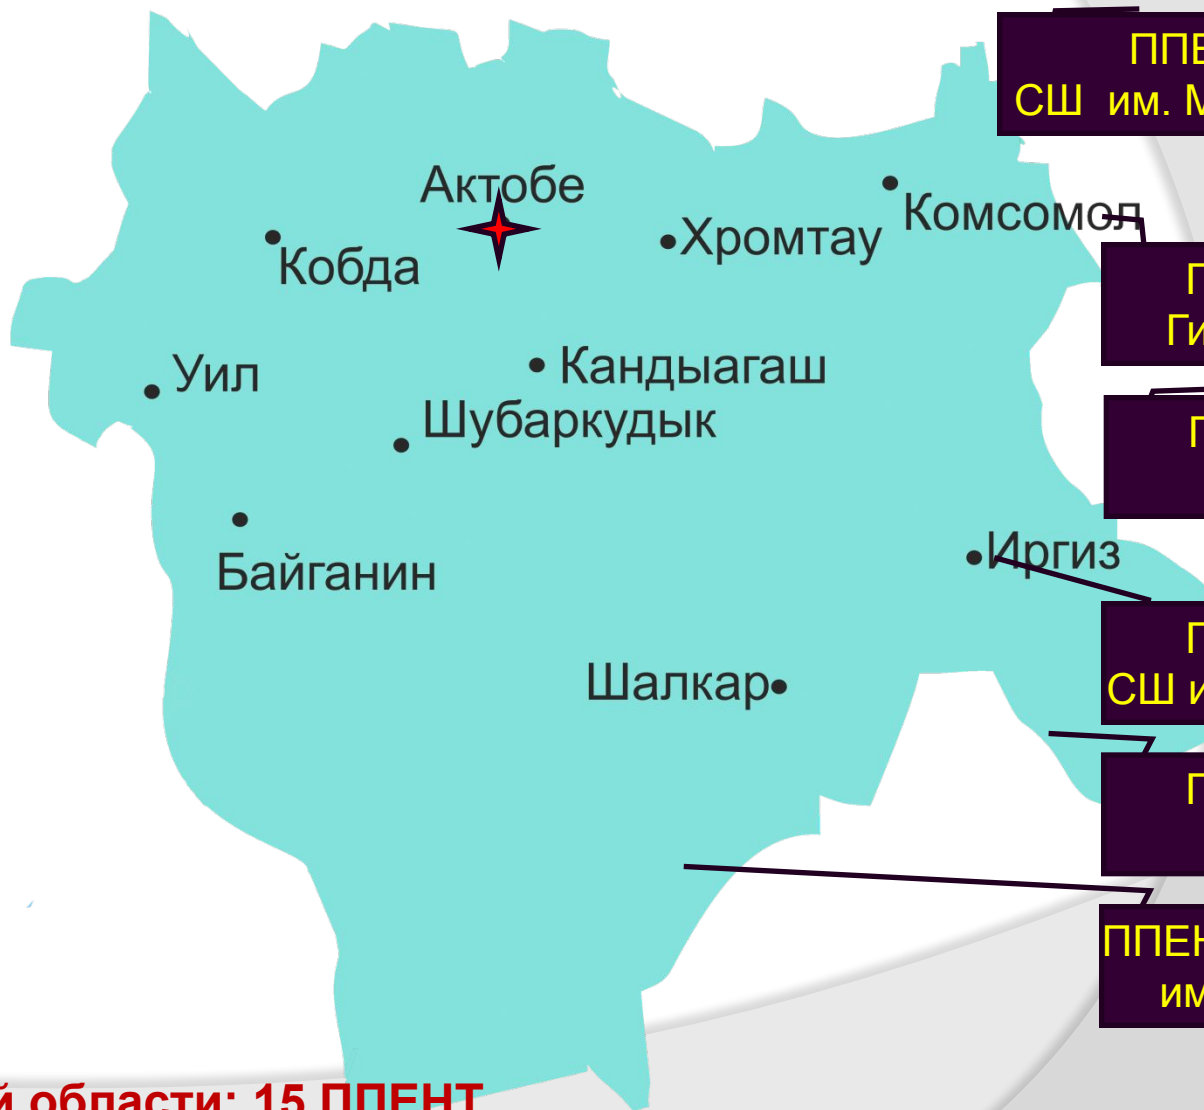 ППЕ
СШ им. М
Актобе
Комсомол
Хромтау
Кобда
Ги
Уил
Кандыагаш
Шубаркудык
Байганин
Иргиз
Шалкар
СШ и
ППЕН
им
й области: 15 ППЕНТ